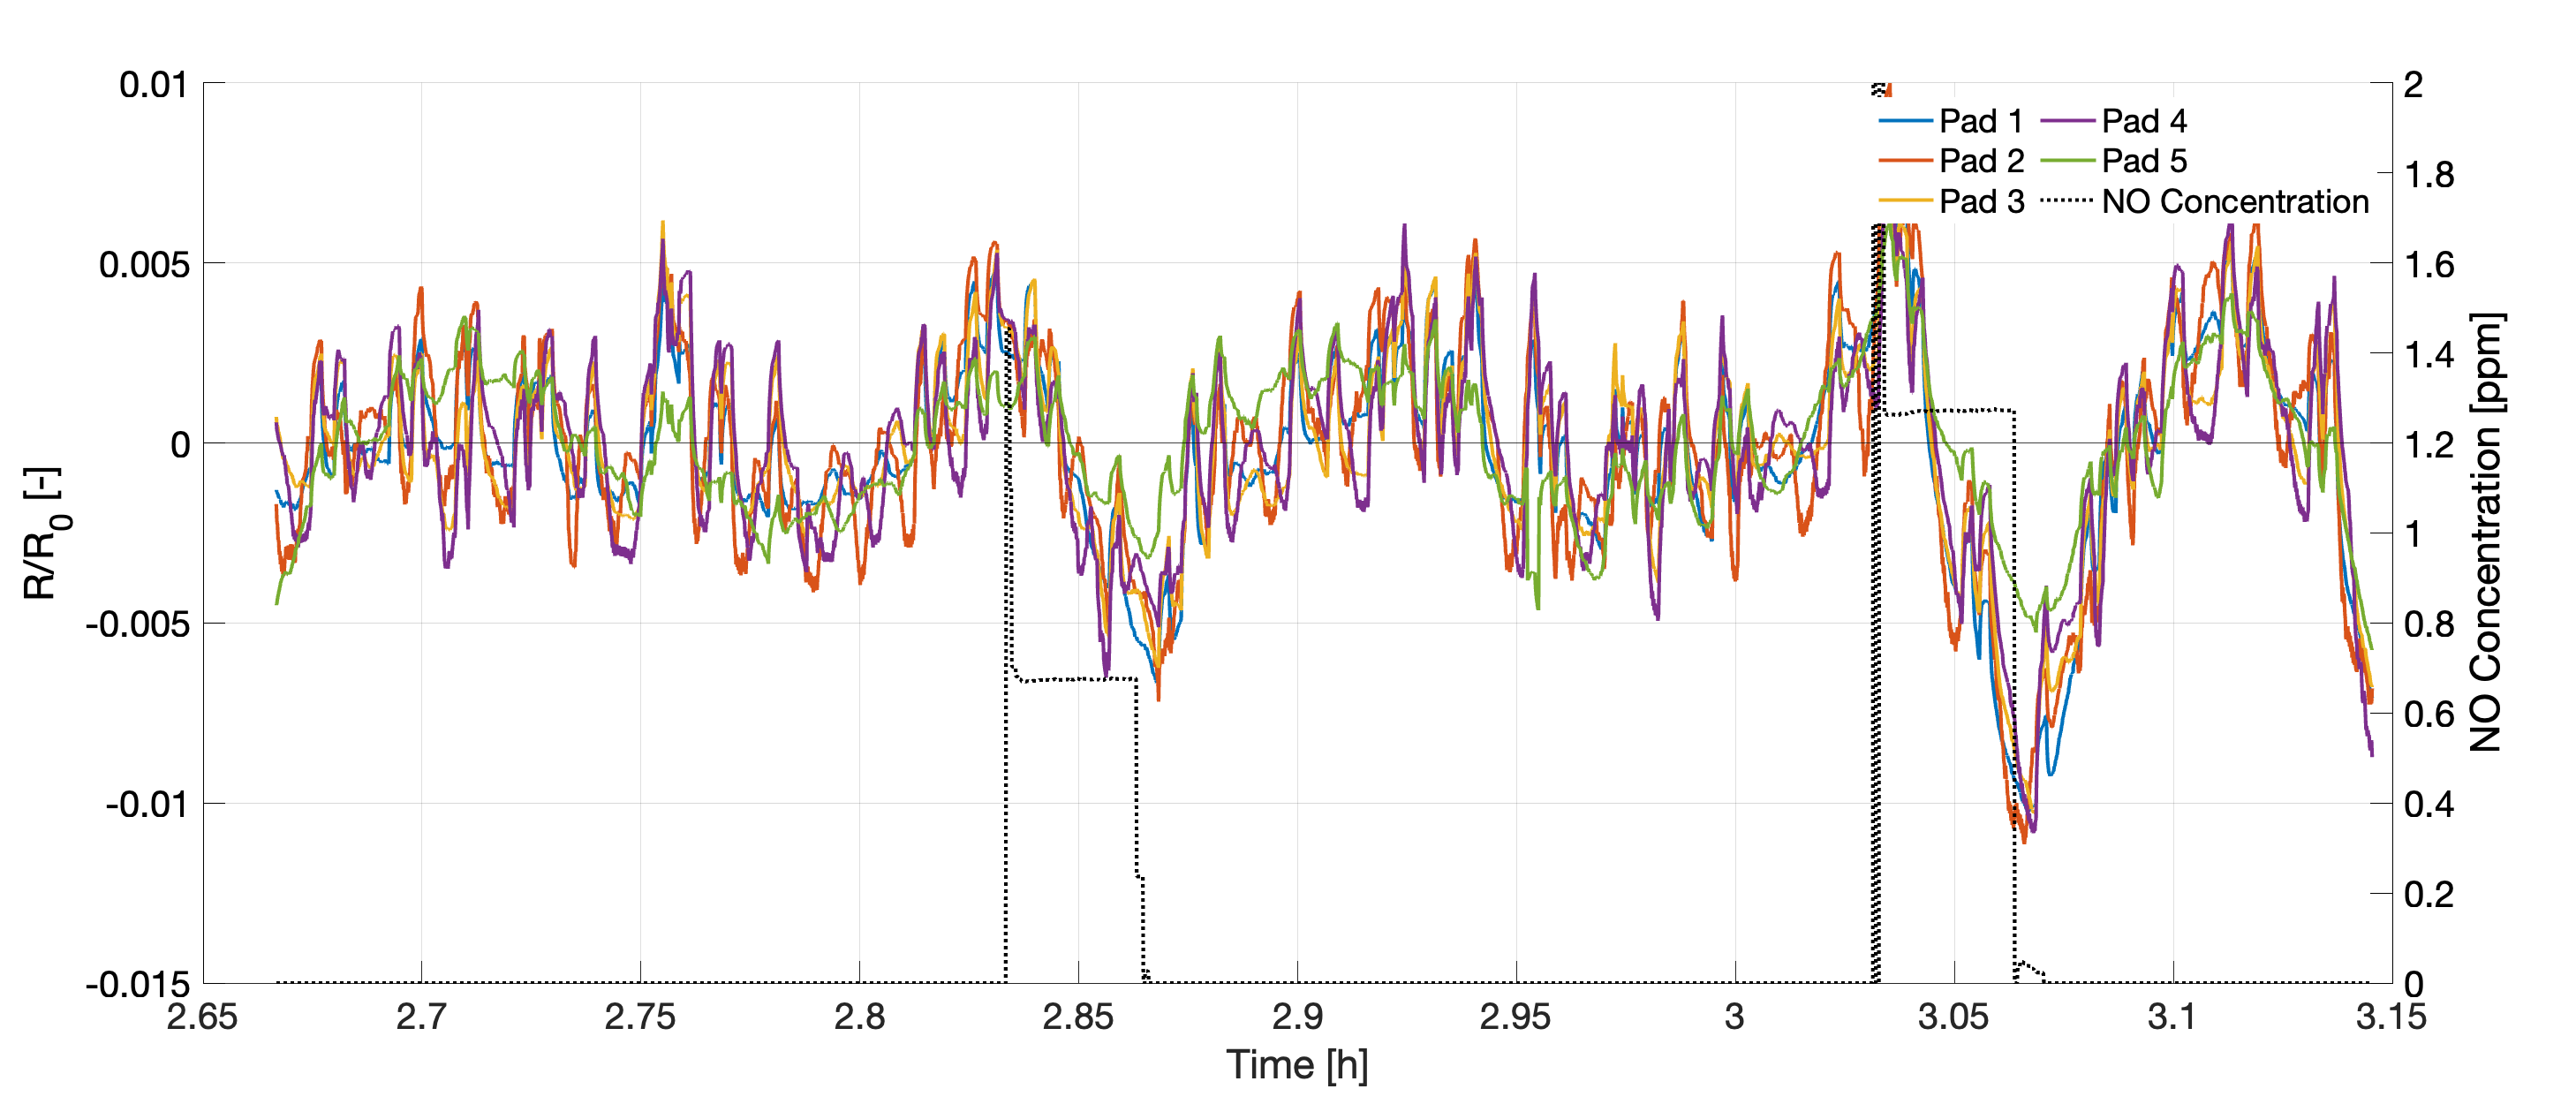 0.01
0.005
0
-0.005
-0.01
-0.015
R/R0 [-]
2
1.8
1.6
1.4
1.2
1
0.8
0.6
0.4
0.2
0
NO Concentration [ppm]
Pad 1 Pad 4
Pad 2 Pad 5
Pad 3 NO Concentration
2.65 2.7 2.75 2.8 2.85 2.9 2.95 3 3.05 3.1 3.15
Time [h]